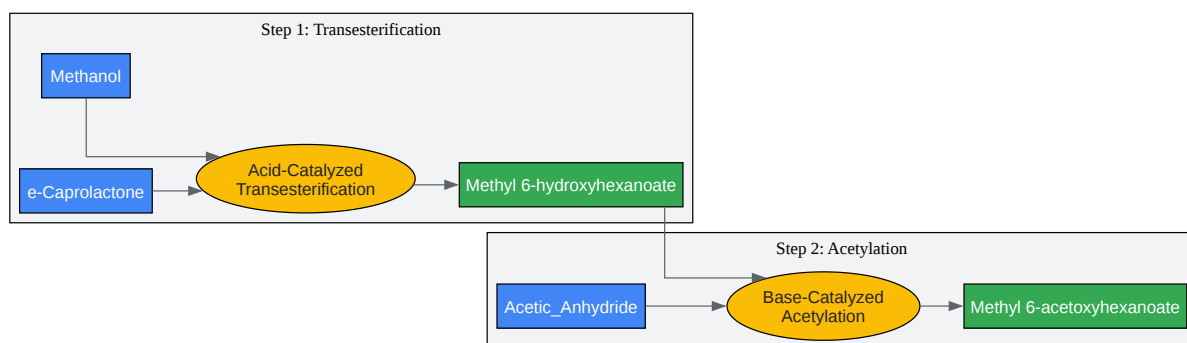 Step 1: Transesterification
Methanol
e-Caprolactone
Acid-Catalyzed
Transesterification
Methyl 6-hydroxyhexanoate
Step 2: Acetylation
Acetic_Anhydride
Base-Catalyzed
Acetylation
Methyl 6-acetoxyhexanoate